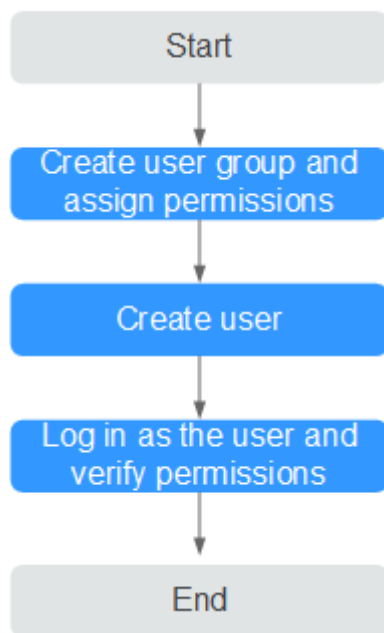 Start
Create user group and
assign permissions
Create user
Log in as the user and
verify permissions
End